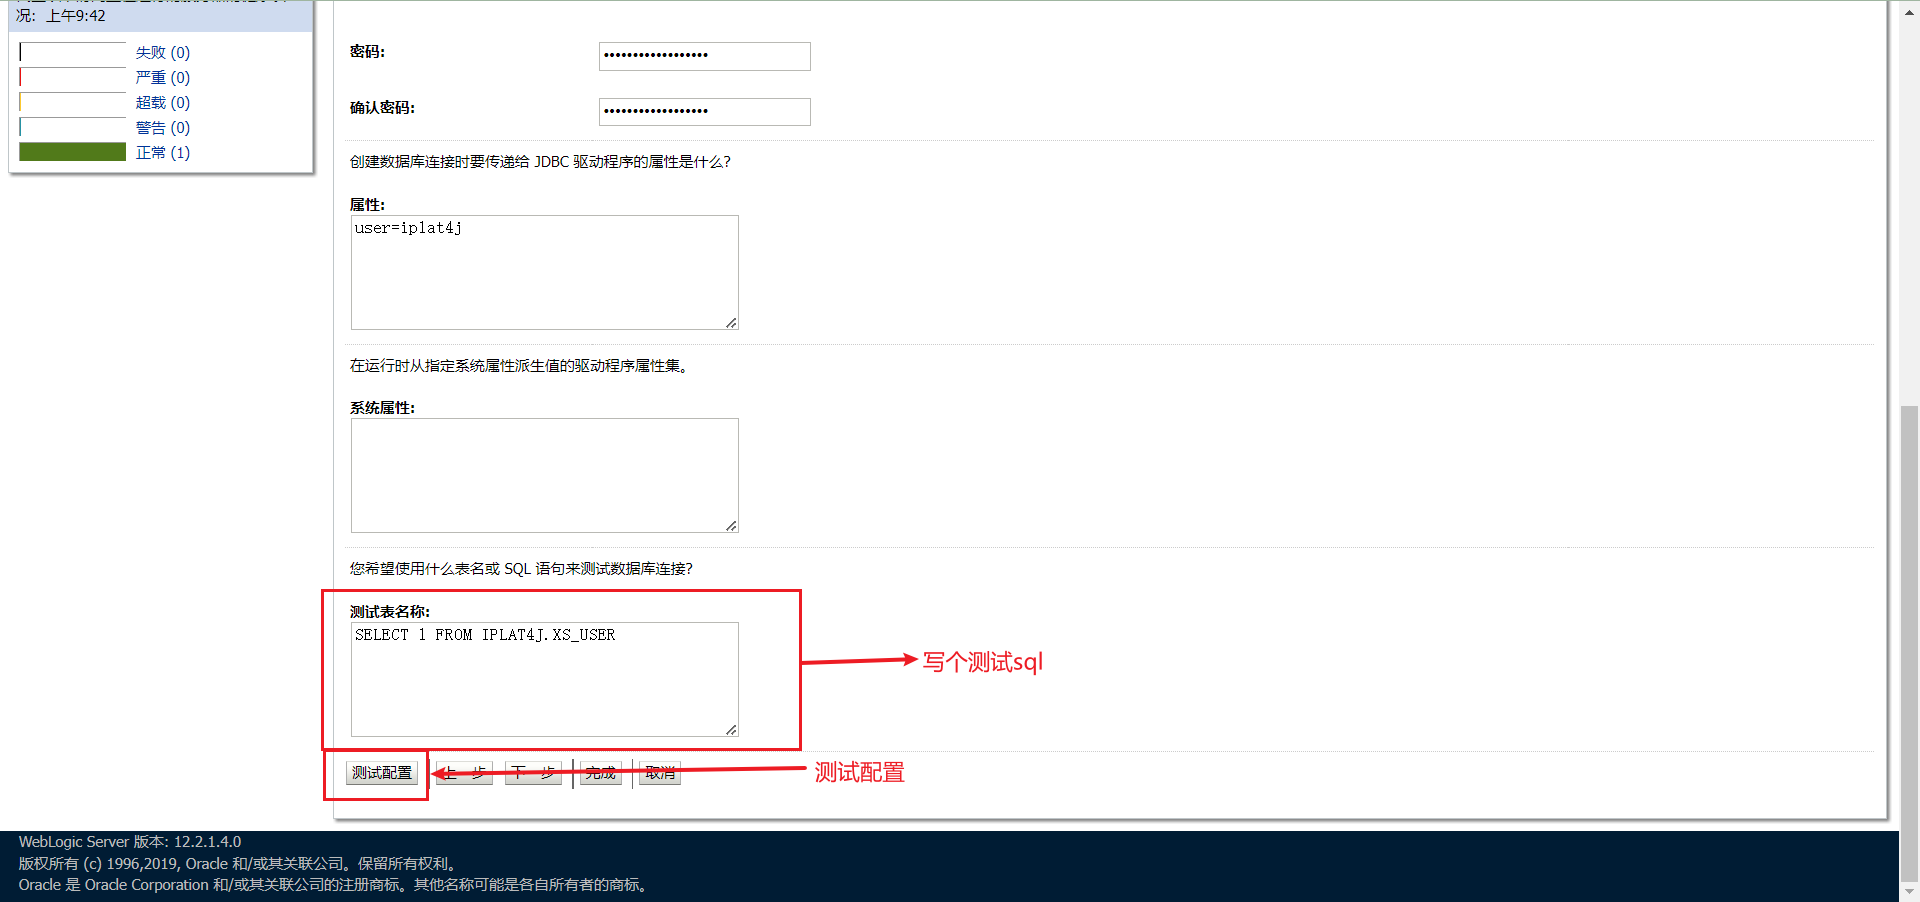 况: 上午9:42
失败 (0)
严重 (0)
超载 (0)
警告 (0)
正常 (1)
密码:
••••••••••••••••••
确认密码:
••••••••••••••••••
创建数据库连接时要传递给 JDBC 驱动程序的属性是什么?
属性:
user=iplat4j
在运行时从指定系统属性派生值的驱动程序属性集。
系统属性:
您希望使用什么表名或 SQL 语句来测试数据库连接?
测试表名称:
SELECT 1 FROM IPLAT4J.XS_USER
写个测试sql
测试配置 上一步 下一步 完成 取消
测试配置
WebLogic Server 版本: 12.2.1.4.0
版权所有 (c) 1996,2019, Oracle 和/或其关联公司。保留所有权利。
Oracle 是 Oracle Corporation 和/或其关联公司的注册商标。其他名称可能是各自所有者的商标。